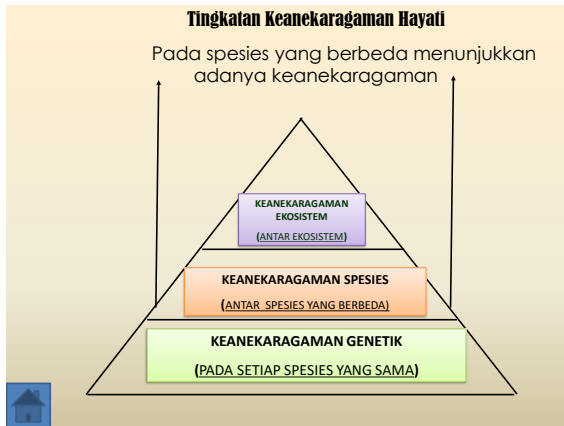 Tingkatan Keanekaragaman Hayati
Pada spesies yang berbeda menunjukkan
adanya keanekaragaman
KEANEKARAGAMAN
EKOSISTEM
(ANTAR EKOSISTEM)
KEANEKARAGAMAN SPESIES
(ANTAR SPESIES YANG BERBEDA)
KEANEKARAGAMAN GENETIK
(PADA SETIAP SPESIES YANG SAMA)